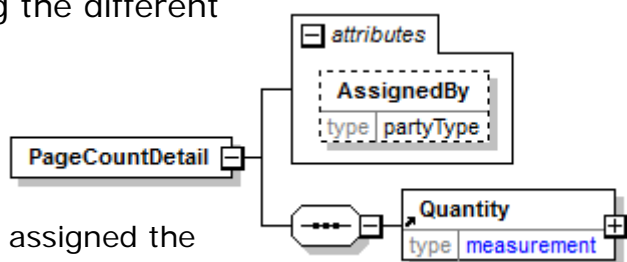 g the different
attributes
AssignedBy
type partyType
PageCountDetail
Quantity
type measurement
assigned the